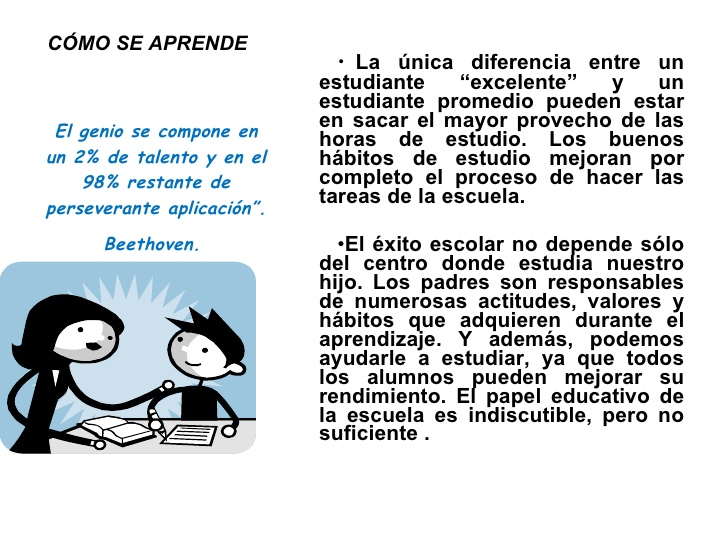 CÓMO SE APRENDE
El genio se compone en
un 2% de talento y en el
98% restante de
perseverante aplicación”.
Beethoven.
• La única diferencia entre un
estudiante “excelente” y un
estudiante promedio pueden estar
en sacar el mayor provecho de las
horas de estudio. Los buenos
hábitos de estudio mejoran por
completo el proceso de hacer las
tareas de la escuela.
•El éxito escolar no depende sólo
del centro donde estudia nuestro
hijo. Los padres son responsables
de numerosas actitudes, valores y
hábitos que adquieren durante el
aprendizaje. Y además, podemos
ayudarle a estudiar, ya que todos
los alumnos pueden mejorar su
rendimiento. El papel educativo de
la escuela es indiscutible, pero no
suficiente .